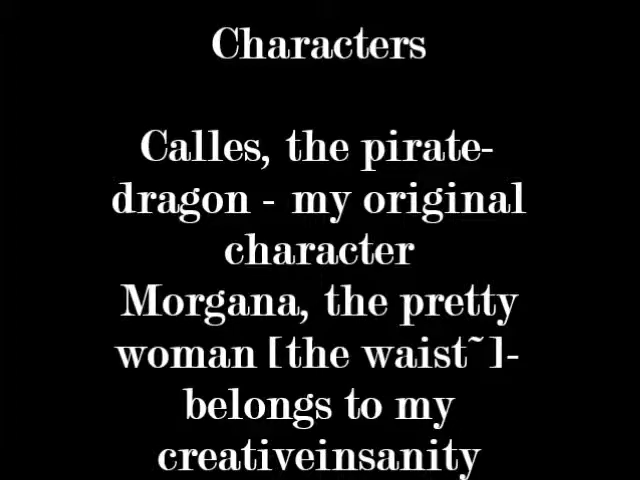 Characters
Calles, the pirate-
dragon - my original
character
Morgana, the pretty
woman [the waist~]-
belongs to my
creativeinsanity